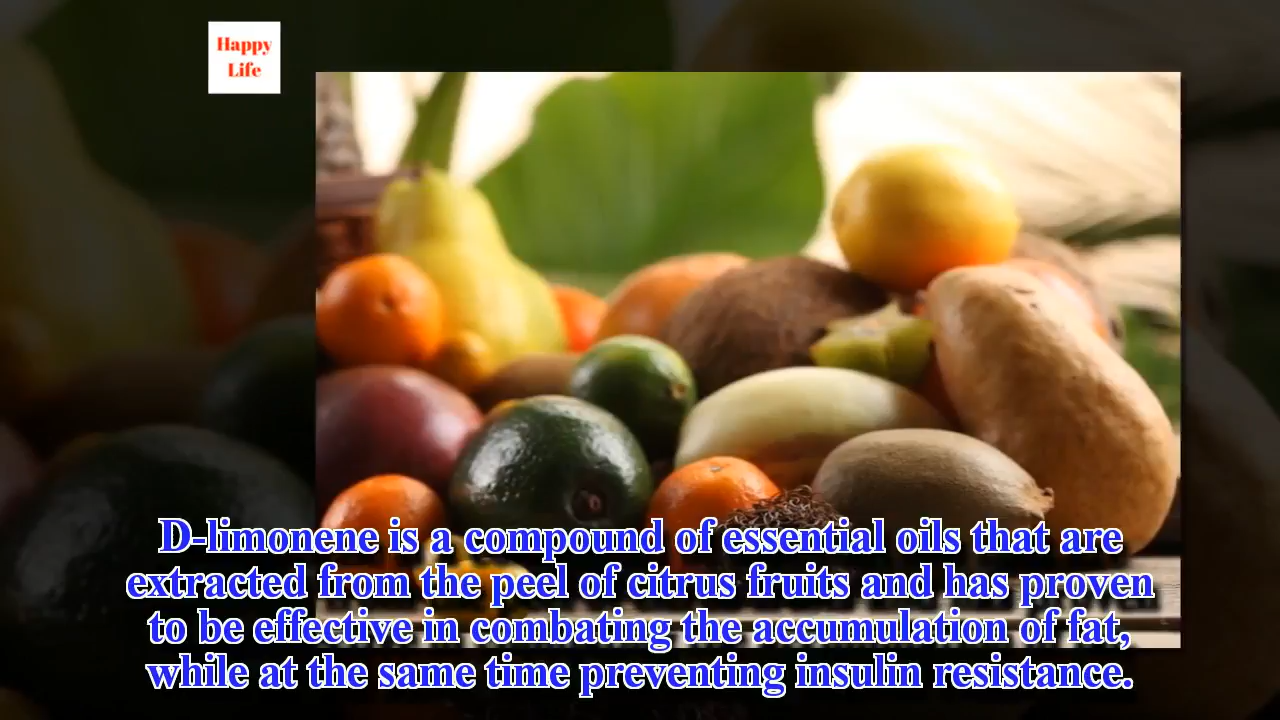 Happy
Life
D-limonene is a compound of essential oils that are
extracted from the peel of citrus fruits and has proven
to be effective in combating the accumulation of fat,
while at the same time preventing insulin resistance.